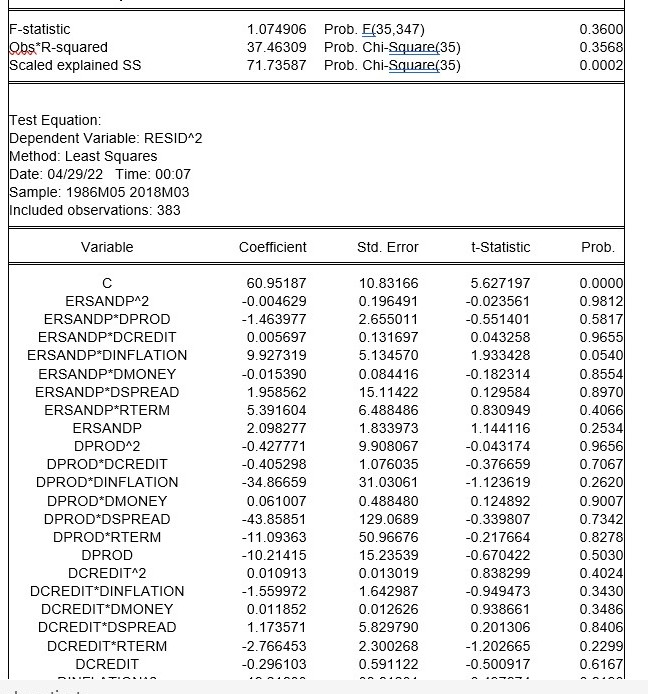 F-statistic 1.074906 Prob. F(35,347) 0.3600
Obs*R-squared 37.46309 Prob. Chi-Square(35) 0.3568
Scaled explained SS 71.73587 Prob. Chi-Square(35) 0.0002
Test Equation:
Dependent Variable: RESID^2
Method: Least Squares
Date: 04/29/22 Time: 00:07
Sample: 1986M05 2018M03
Included observations: 383
Variable Coefficient Std. Error t-Statistic Prob.
C 60.95187 10.83166 5.627197 0.0000
ERSANDP^2 -0.004629 0.196491 -0.023561 0.9812
ERSANDP*DPROD -1.463977 2.655011 -0.551401 0.5817
ERSANDP*DCREDIT 0.005697 0.131697 0.043258 0.9655
ERSANDP*DINFLATION 9.927319 5.134570 1.933428 0.0540
ERSANDP*DMONEY -0.015390 0.084416 -0.182314 0.8554
ERSANDP*DSPREAD 1.958562 15.11422 0.129584 0.8970
ERSANDP*RTERM 5.391604 6.488486 0.830949 0.4066
ERSANDP 2.098277 1.833973 1.144116 0.2534
DPROD^2 -0.427771 9.908067 -0.043174 0.9656
DPROD*DCREDIT -0.405298 1.076035 -0.376659 0.7067
DPROD*DINFLATION -34.86659 31.03061 -1.123619 0.2620
DPROD*DMONEY 0.061007 0.488480 0.124892 0.9007
DPROD*DSPREAD -43.85851 129.0689 -0.339807 0.7342
DPROD*RTERM -11.09363 50.96676 -0.217664 0.8278
DPROD -10.21415 15.23539 -0.670422 0.5030
DCREDIT^2 0.010913 0.013019 0.838299 0.4024
DCREDIT*DINFLATION -1.559972 1.642987 -0.949473 0.3430
DCREDIT*DMONEY 0.011852 0.012626 0.938661 0.3486
DCREDIT*DSPREAD 1.173571 5.829790 0.201306 0.8406
DCREDIT*RTERM -2.766453 2.300268 -1.202665 0.2299
DCREDIT -0.296103 0.591122 -0.500917 0.6167